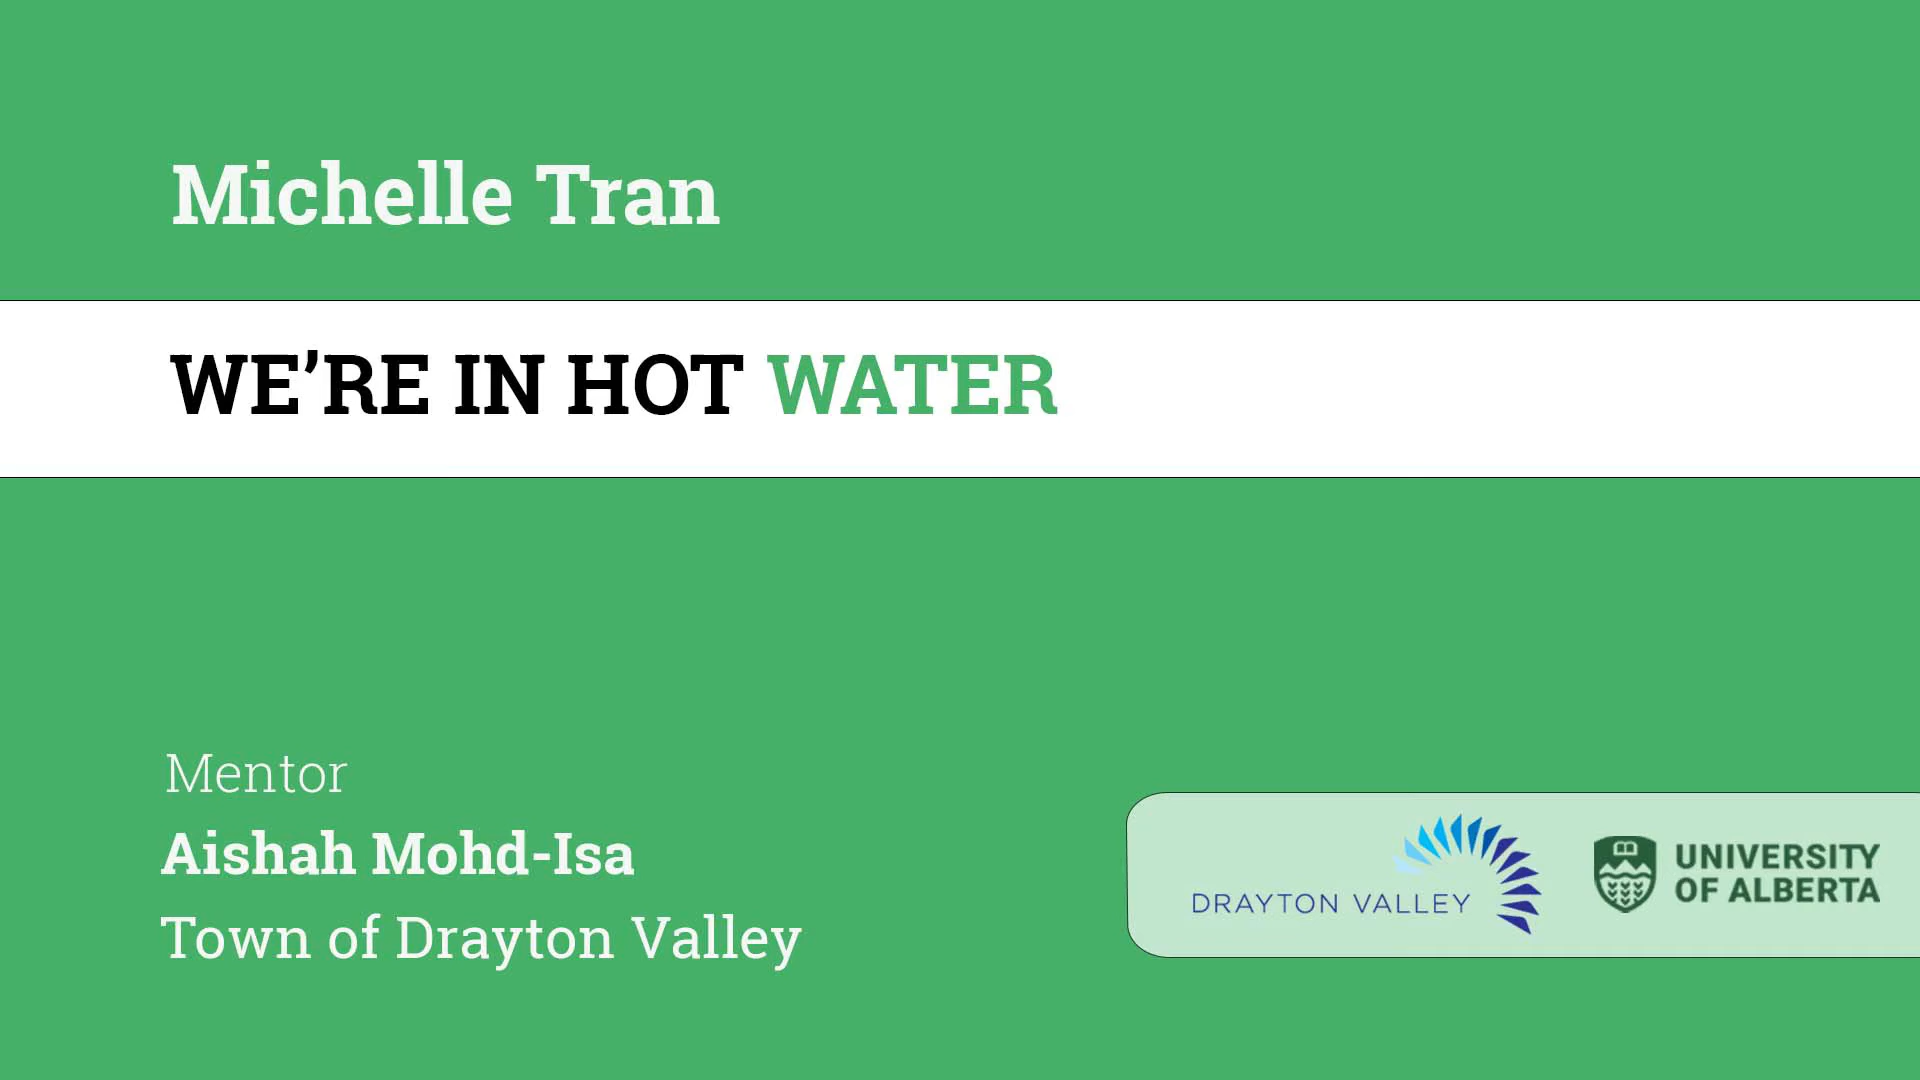 Michelle Tran
WE’RE IN HOT WATER
Mentor
Aishah Mohd-Isa
Town of Drayton Valley
DRAYTON VALLEY
UNIVERSITY
OF ALBERTA